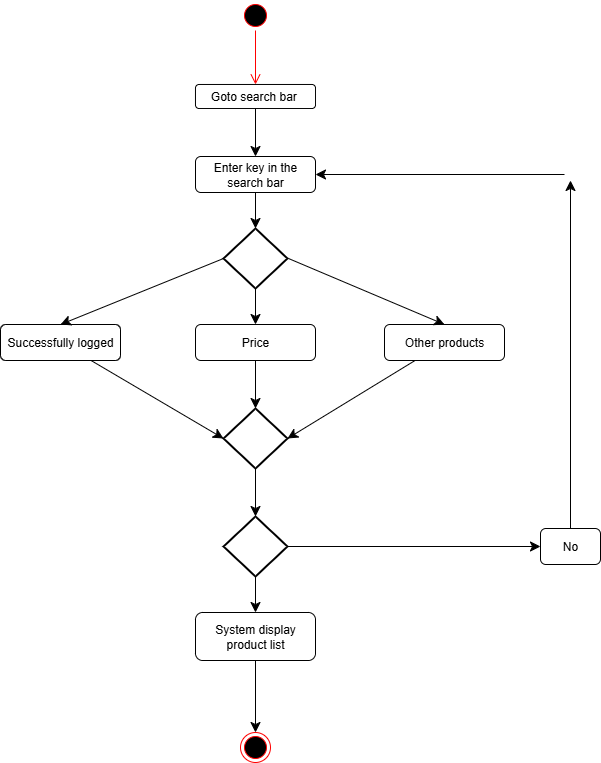 Goto search bar
Enter key in the
search bar
Successfully logged
Price
Other products
No
System display
product list